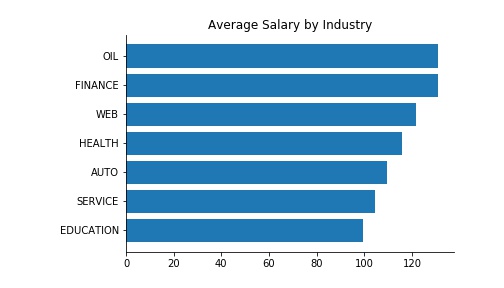 Average Salary by Industry
OIL
FINANCE
WEB
HEALTH
AUTO
SERVICE
EDUCATION
0 20 40 60 80 100 120